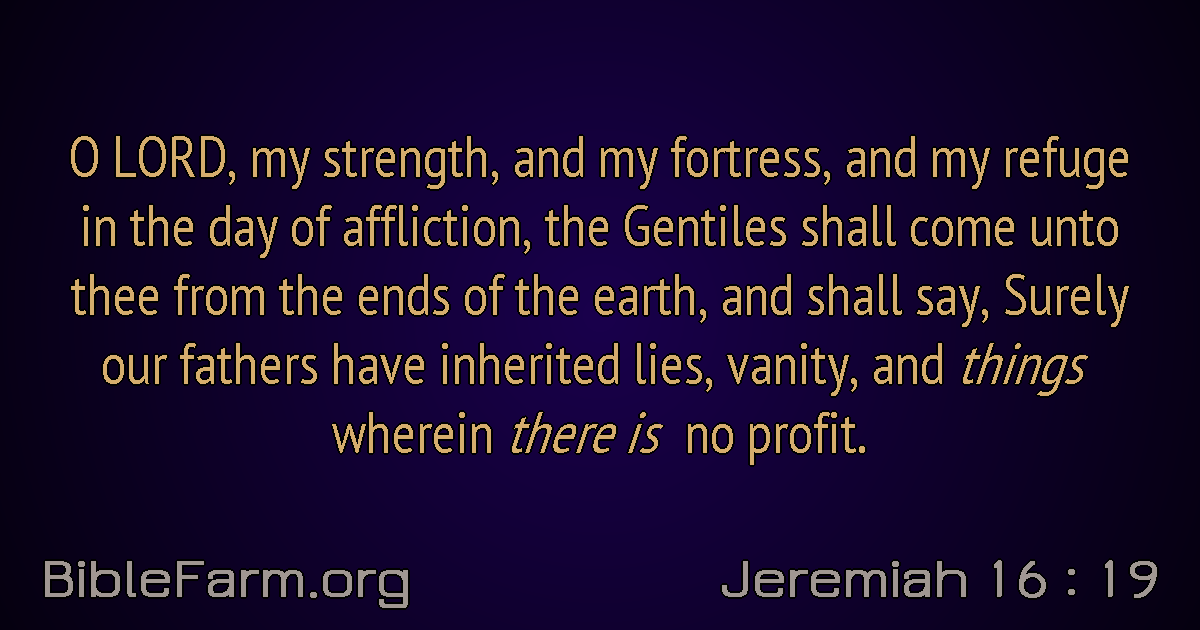 O LORD, my strength, and my fortress, and my refuge
in the day of affliction, the Gentiles shall come unto
thee from the ends of the earth, and shall say, Surely
our fathers have inherited lies, vanity, and things
wherein there is no profit.
BibleFarm.org
Jeremiah 16 : 19